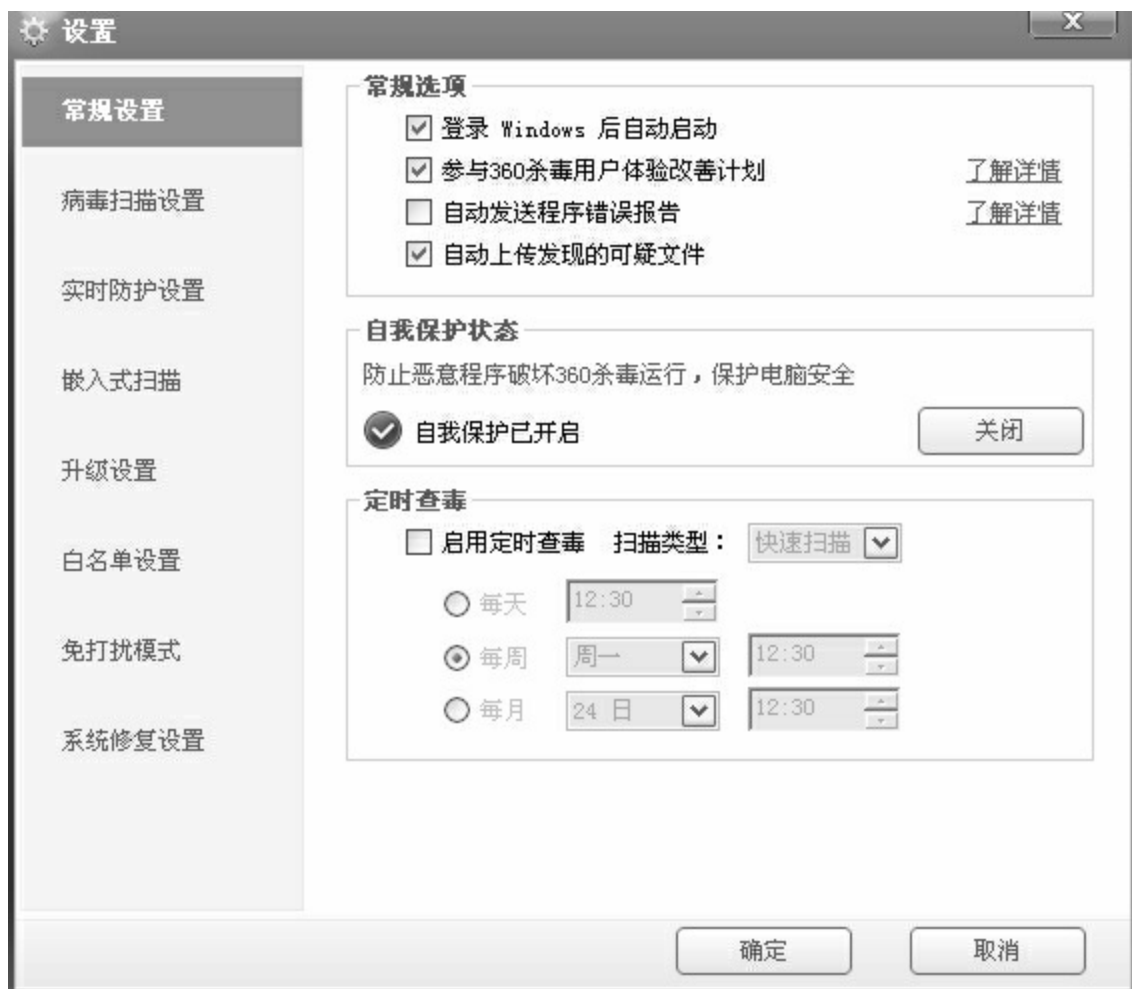 设置
X
常规设置
病毒扫描设置
实时防护设置
嵌入式扫描
升级设置
白名单设置
免打扰模式
系统修复设置
常规选项
登录 Windows 后自动启动
参与360杀毒用户体验改善计划 了解详情
自动发送程序错误报告 了解详情
自动上传发现的可疑文件
自我保护状态
防止恶意程序破坏360杀毒运行，保护电脑安全
自我保护已开启 关闭
定时查毒
启用定时查毒 扫描类型： 快速扫描
每天 12:30
每周 周一 12:30
每月 24 日 12:30
确定 取消